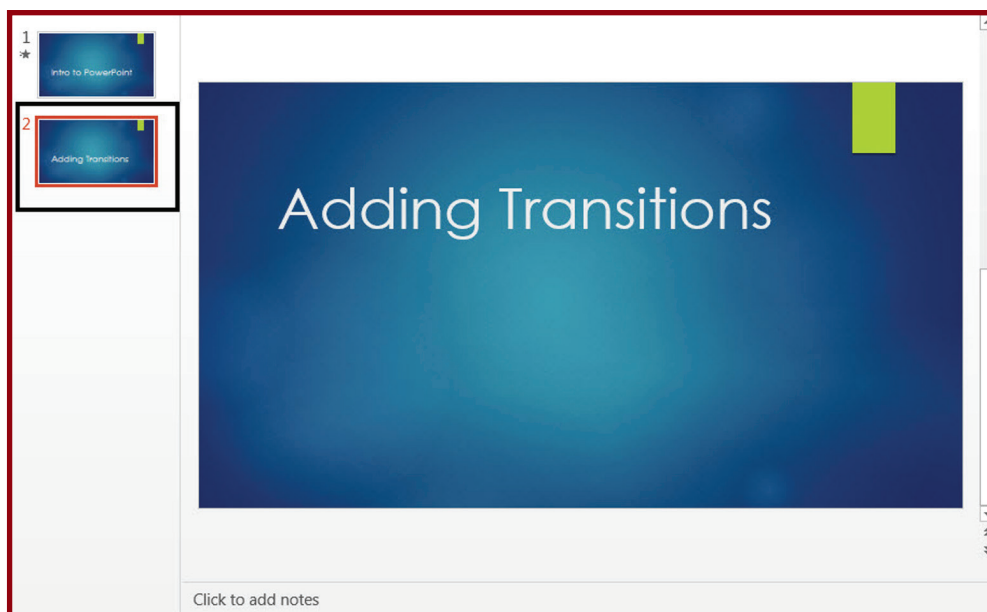 1
Intro to PowerPoint
2
Adding Transitions
Adding Transitions
Click to add notes